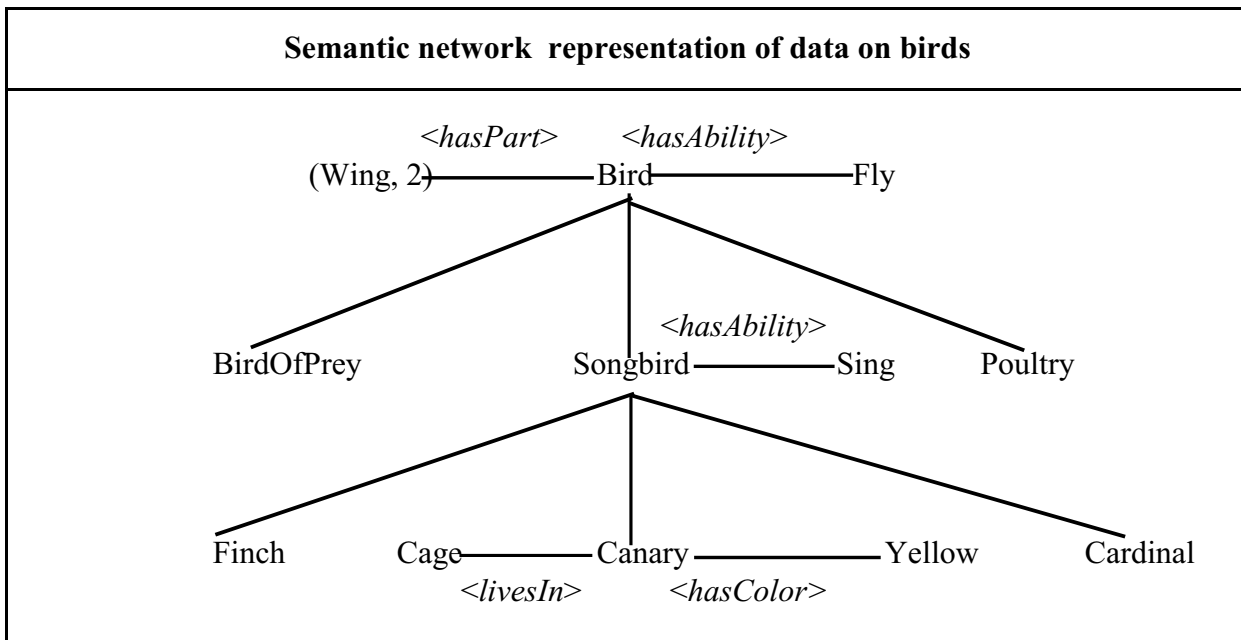 Semantic network representation of data on birds
<hasPart> <hasAbility>
(Wing, 2) Bird Fly
<hasAbility>
BirdOfPrey Songbird Sing Poultry
Finch Cage Canary Yellow Cardinal
<livesIn> <hasColor>